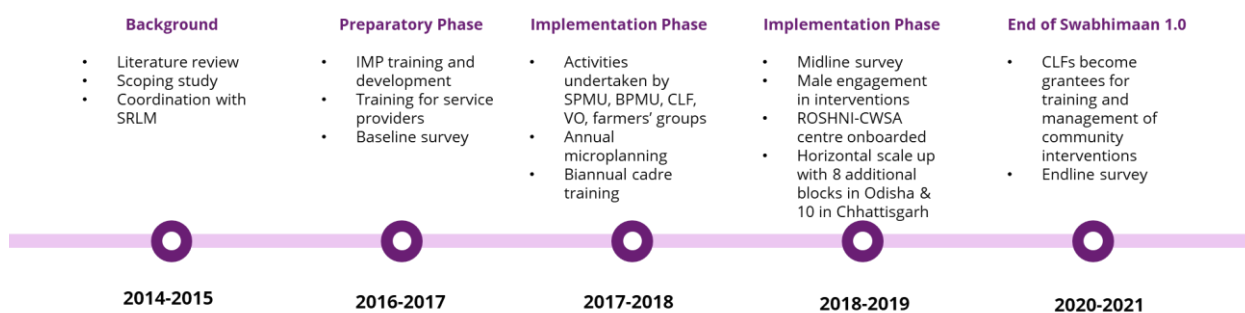 Background
• Literature review
• Scoping study
• Coordination with
SRLM
2014-2015
Preparatory Phase
• IMP training and
development
• Training for service
providers
• Baseline survey
2016-2017
Implementation Phase
• Activities
undertaken by
SPMU, BPMU, CLF,
VO, farmers’ groups
• Annual
microplanning
• Biannual cadre
training
2017-2018
Implementation Phase
• Midline survey
• Male engagement
in interventions
• ROSHNI-CWSA
centre onboarded
• Horizontal scale up
with 8 additional
blocks in Odisha &
10 in Chhattisgarh
2018-2019
End of Swabhimaan 1.0
• CLFs become
grantees for
training and
management of
community
interventions
• Endline survey
2020-2021